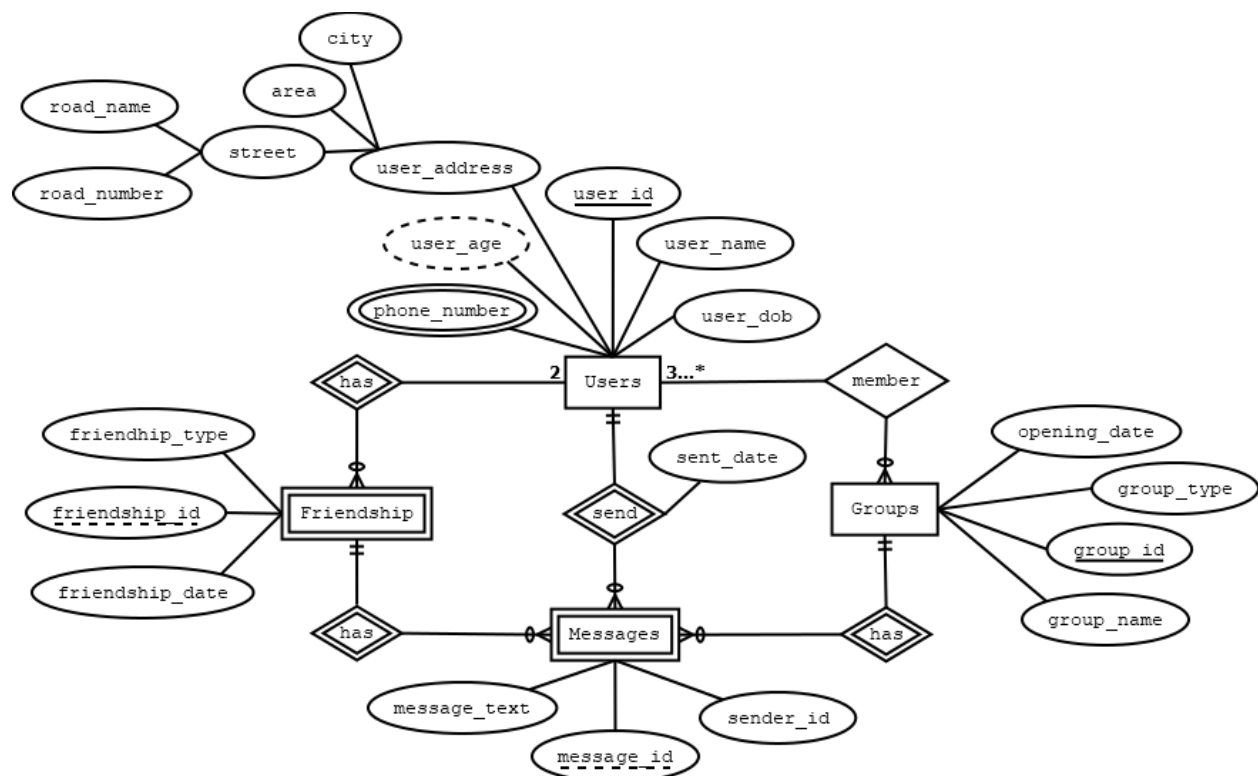 city
area
road_name
street
user_address
road_number
user_id
user_age
user_name
phone_number
user_dob
has
2
Users
3...*
member
friendhip_type
sent_date
opening_date
group_type
friendship_id
Friendship
send
Groups
group_id
friendship_date
has
Messages
has
group_name
message_text
sender_id
message_id